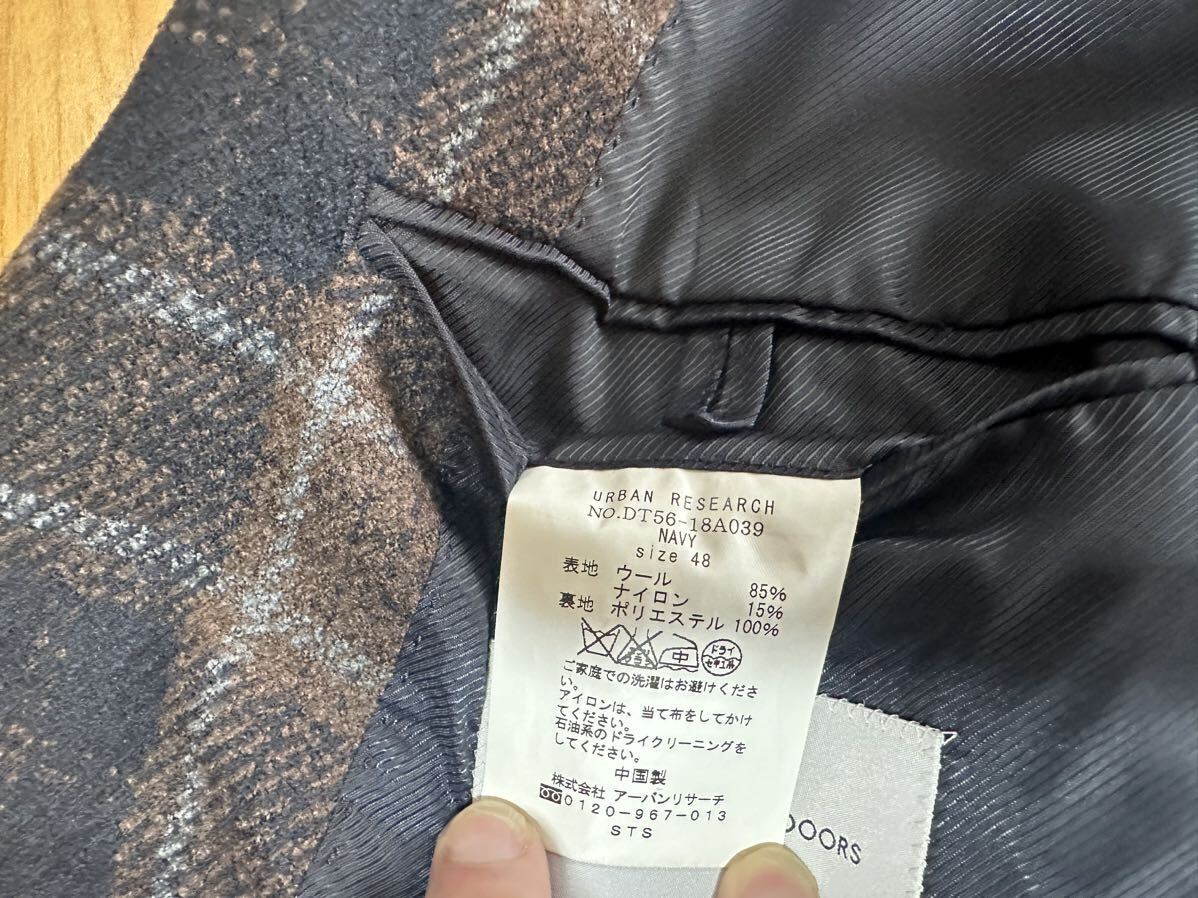 URBAN RESEARCH
NO.DT56-18A039
NAVY
size 48
表地 ウール 85%
ナイロン 15%
裏地 ポリエステル 100%
中 ドライ
セキユ系
ご家庭での洗濯はお避けくださ
い。
アイロンは、当て布をしてかけ
てください。
石油系のドライクリーニングを
してください。
中国製
株式会社 アーバンリサーチ
0120-967-013
STS
DOORS